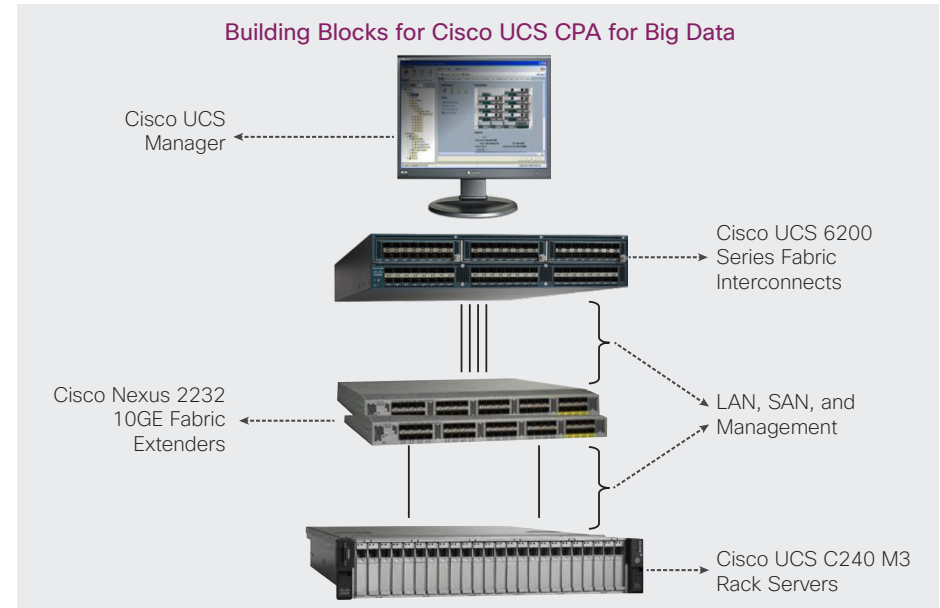 Building Blocks for Cisco UCS CPA for Big Data
Cisco UCS
Manager
Cisco UCS 6200
Series Fabric
Interconnects
Cisco Nexus 2232
10GE Fabric
Extenders
LAN, SAN, and
Management
Cisco UCS C240 M3
Rack Servers